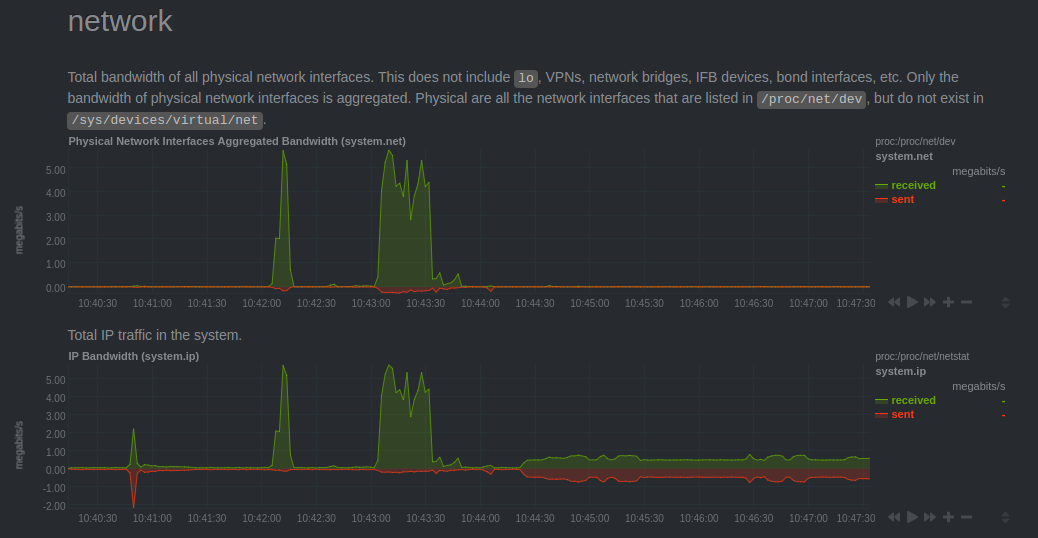 network
Total bandwidth of all physical network interfaces. This does not include lo, VPNs, network bridges, IFB devices, bond interfaces, etc. Only the
bandwidth of physical network interfaces is aggregated. Physical are all the network interfaces that are listed in /proc/net/dev, but do not exist in
/sys/devices/virtual/net.
Physical Network Interfaces Aggregated Bandwidth (system.net)
proc:/proc/net/dev
system.net
megabits/s
received -
sent -
megabits/s
5.00
4.00
3.00
2.00
1.00
0.00
10:40:30 10:41:00 10:41:30 10:42:00 10:42:30 10:43:00 10:43:30 10:44:00 10:44:30 10:45:00 10:45:30 10:46:00 10:46:30 10:47:00 10:47:30
Total IP traffic in the system.
IP Bandwidth (system.ip)
proc:/proc/net/netstat
system.ip
megabits/s
received -
sent -
megabits/s
5.00
4.00
3.00
2.00
1.00
0.00
-1.00
-2.00
10:40:30 10:41:00 10:41:30 10:42:00 10:42:30 10:43:00 10:43:30 10:44:00 10:44:30 10:45:00 10:45:30 10:46:00 10:46:30 10:47:00 10:47:30